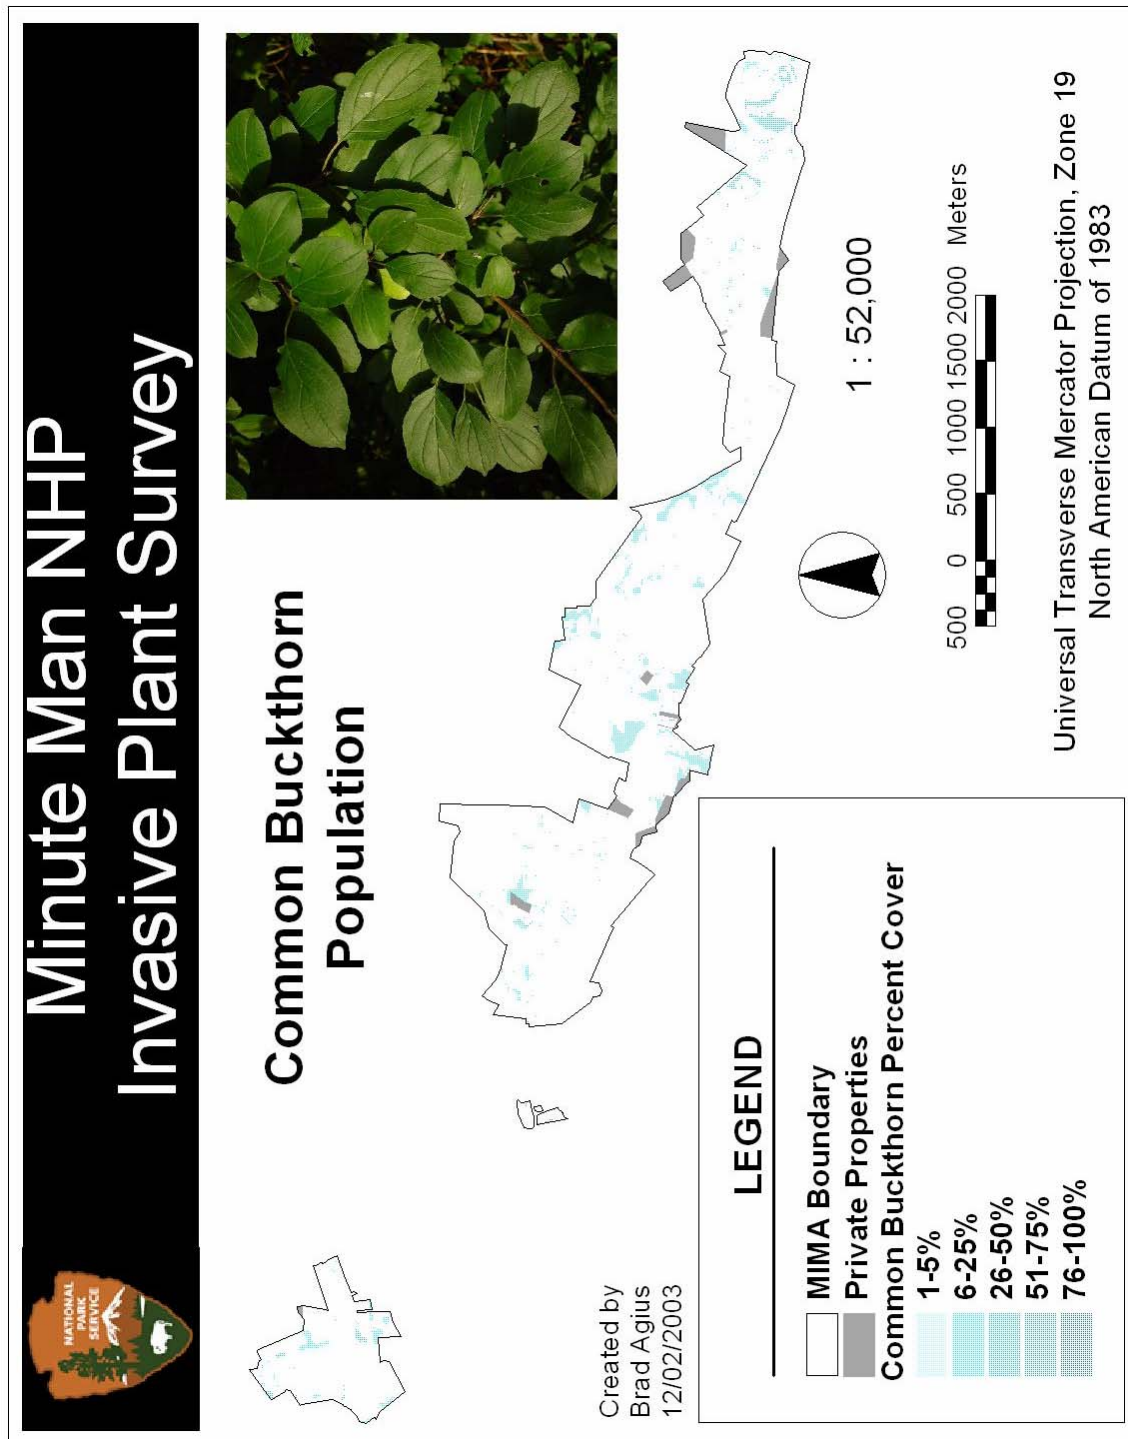 NATIONAL
PARK
SERVICE
Minute Man NHP
Invasive Plant Survey
Common Buckthorn
Population
Created by
Brad Agius
12/02/2003
LEGEND
MIMA Boundary
Private Properties
Common Buckthorn Percent Cover
1-5%
6-25%
26-50%
51-75%
76-100%
1 : 52,000
500 0 500 1000 1500 2000 Meters
Universal Transverse Mercator Projection, Zone 19
North American Datum of 1983